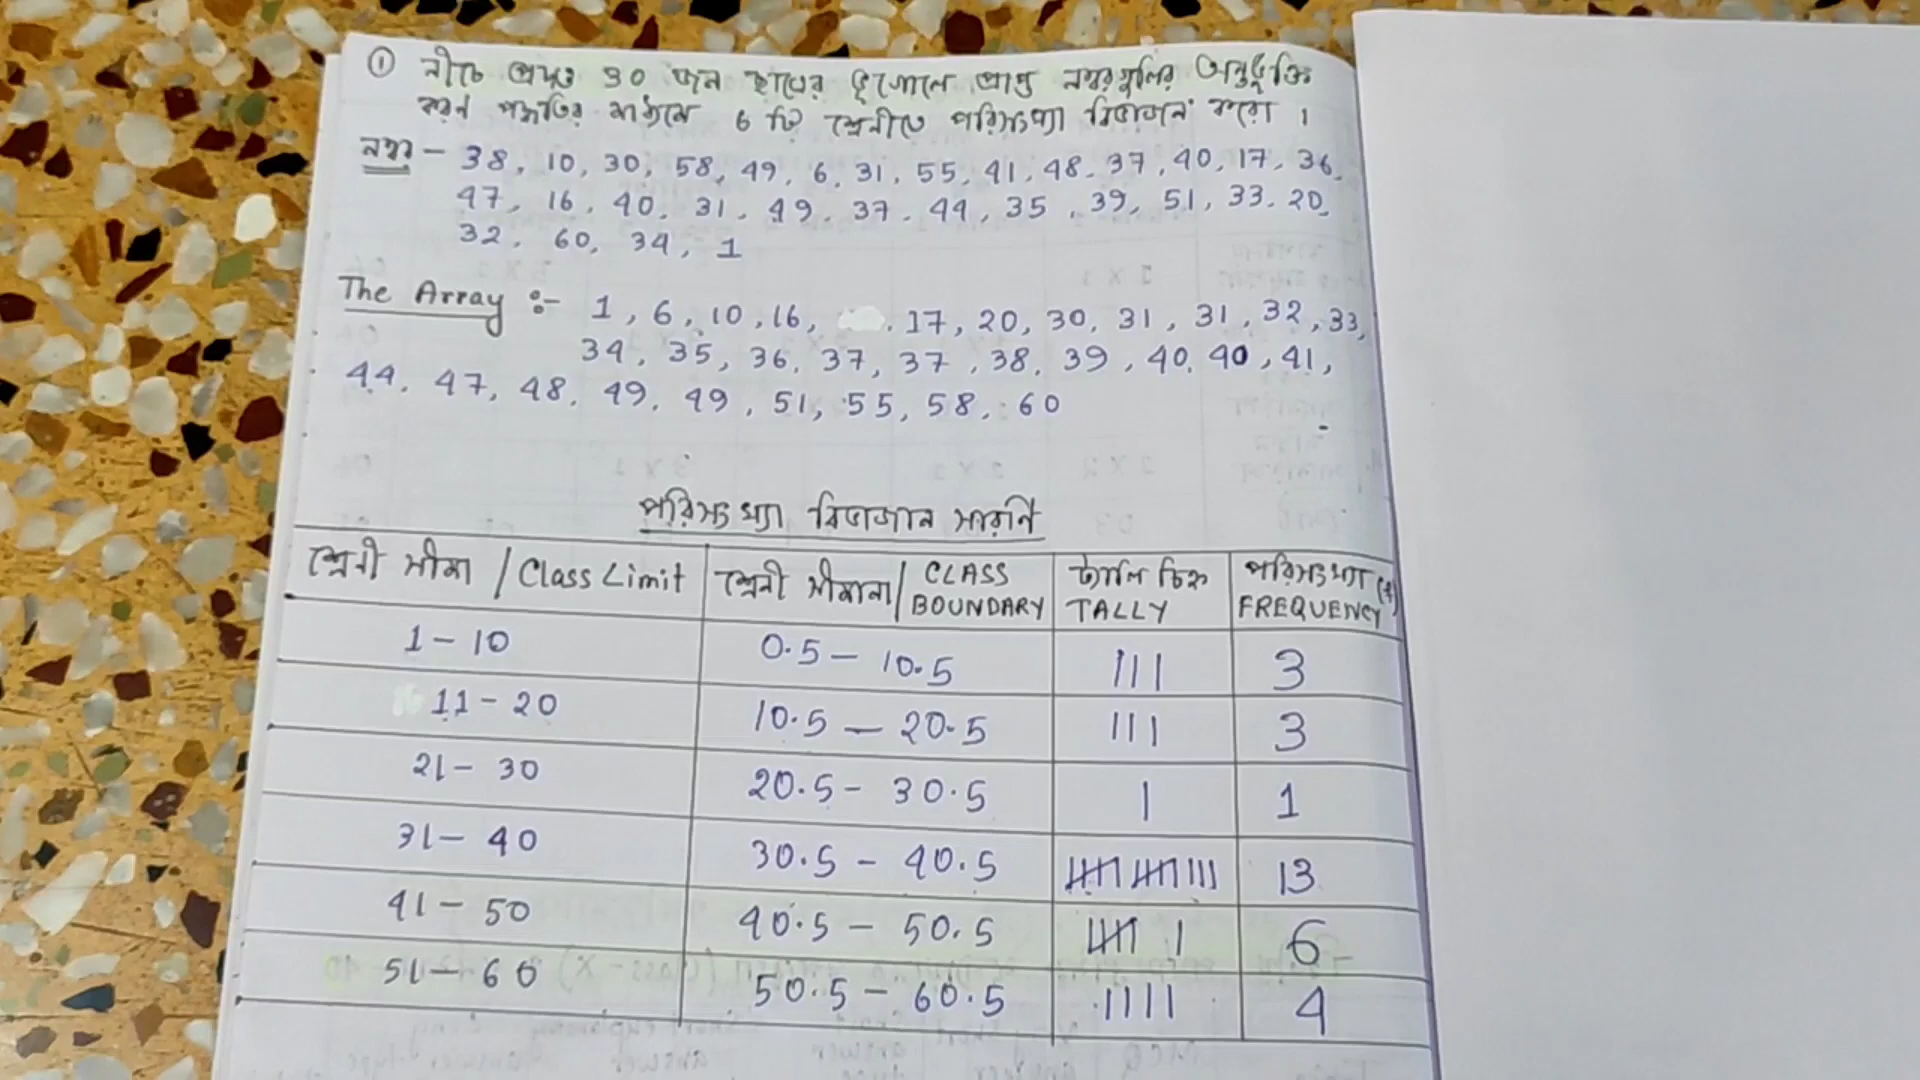 ① নীচে প্রদত্ত 30 জন ছাত্রের ভূগোলে প্রাপ্ত নম্বরগুলির অন্তর্ভুক্তি
করণ পদ্ধতির মাধ্যমে 6 টি শ্রেনীতে পরিসংখ্যা বিভাজন করো ।
নম্বর – 38, 10, 30, 58, 49, 6, 31, 55, 41, 48, 37, 40, 17, 36,
47, 16, 40, 31, 49, 37, 44, 35, 39, 51, 33, 20,
32, 60, 34, 1
The Array :- 1, 6, 10, 16, 17, 20, 30, 31, 31, 32, 33,
34, 35, 36, 37, 37, 38, 39, 40, 40, 41,
44, 47, 48, 49, 49, 51, 55, 58, 60
পরিসংখ্যা বিভাজান সারণি
শ্রেনী সীমা / Class Limit শ্রেনী সীমানা / CLASS BOUNDARY ট্যালি চিহ্ন TALLY পরিসংখ্যা (f) FREQUENCY
1 – 10 0.5 – 10.5 ||| 3
11 – 20 10.5 – 20.5 ||| 3
21 – 30 20.5 – 30.5 | 1
31 – 40 30.5 – 40.5 |||| |||| ||| 13
41 – 50 40.5 – 50.5 |||| | 6
51 – 60 50.5 – 60.5 |||| 4